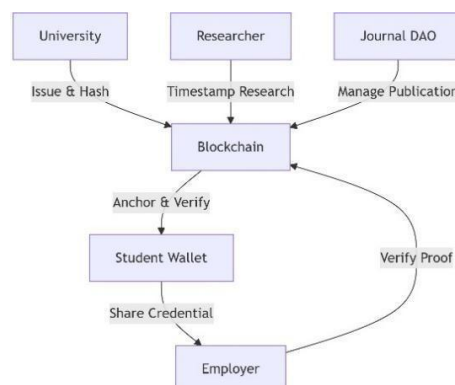 University
Researcher
Journal DAO
Issue & Hash
Timestamp Research
Manage Publication
Blockchain
Anchor & Verify
Student Wallet
Verify Proof
Share Credential
Employer